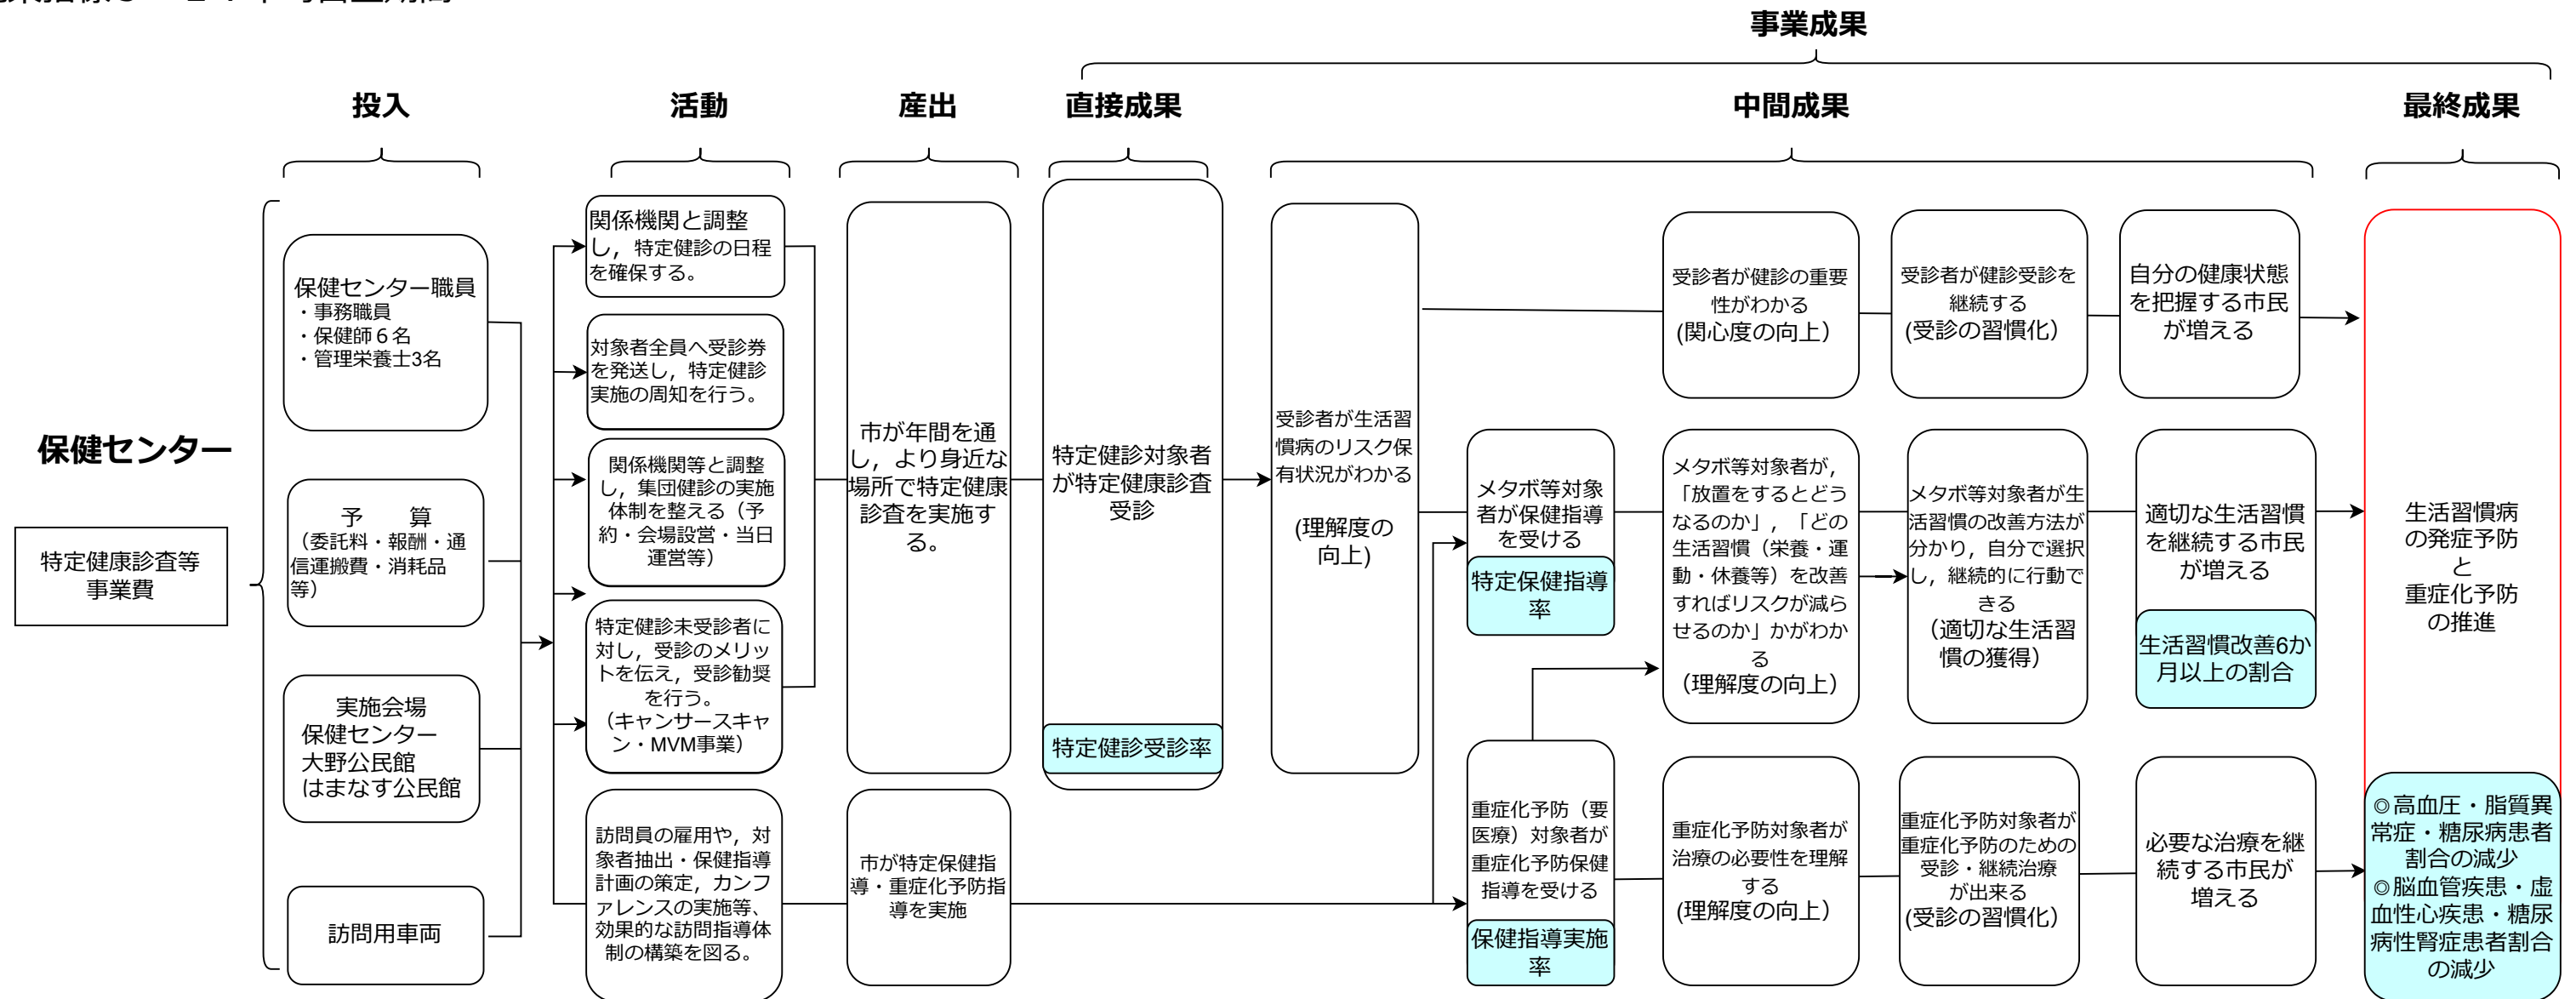 事業成果
投入
活動
産出
直接成果
中間成果
最終成果
保健センター
特定健康診査等
事業費
保健センター職員
・事務職員
・保健師６名
・管理栄養士3名
予　算
（委託料・報酬・通
信運搬費・消耗品
等）
実施会場
保健センター
大野公民館
はまなす公民館
訪問用車両
関係機関と調整
し，特定健診の日程
を確保する。
対象者全員へ受診券
を発送し，特定健診
実施の周知を行う。
関係機関等と調整
し，集団健診の実施
体制を整える（予
約・会場設営・当日
運営等）
特定健診未受診者に
対し，受診のメリッ
トを伝え，受診勧奨
を行う。
（キャンサースキャ
ン・MVM事業）
訪問員の雇用や，対
象者抽出・保健指導
計画の策定，カンフ
ァレンスの実施等、
効果的な訪問指導体
制の構築を図る。
市が年間を通
し，より身近な
場所で特定健康
診査を実施す
る。
市が特定保健指
導・重症化予防指
導を実施
特定健診対象者
が特定健康診査
受診
特定健診受診率
受診者が生活習
慣病のリスク保
有状況がわかる
(理解度の
向上)
受診者が健診の重要
性がわかる
(関心度の向上）
受診者が健診受診を
継続する
(受診の習慣化）
自分の健康状態
を把握する市民
が増える
メタボ等対象
者が保健指導
を受ける
特定保健指導
率
メタボ等対象者が，
「放置をするとどう
なるのか」，「どの
生活習慣（栄養・運
動・休養等）を改善
すればリスクが減ら
せるのか」かがわか
る
（理解度の向上）
メタボ等対象者が生
活習慣の改善方法が
分かり，自分で選択
し，継続的に行動で
きる
（適切な生活習
慣の獲得）
適切な生活習慣
を継続する市民
が増える
生活習慣改善6か
月以上の割合
重症化予防（要
医療）対象者が
重症化予防保健
指導を受ける
保健指導実施
率
重症化予防対象者が
治療の必要性を理解
する
(理解度の向上）
重症化予防対象者が
重症化予防のための
受診・継続治療
が出来る
(受診の習慣化）
必要な治療を継
続する市民が
増える
生活習慣病
の発症予防
と
重症化予防
の推進
◎高血圧・脂質異
常症・糖尿病患者
割合の減少
◎脳血管疾患・虚
血性心疾患・糖尿
病性腎症患者割合
の減少